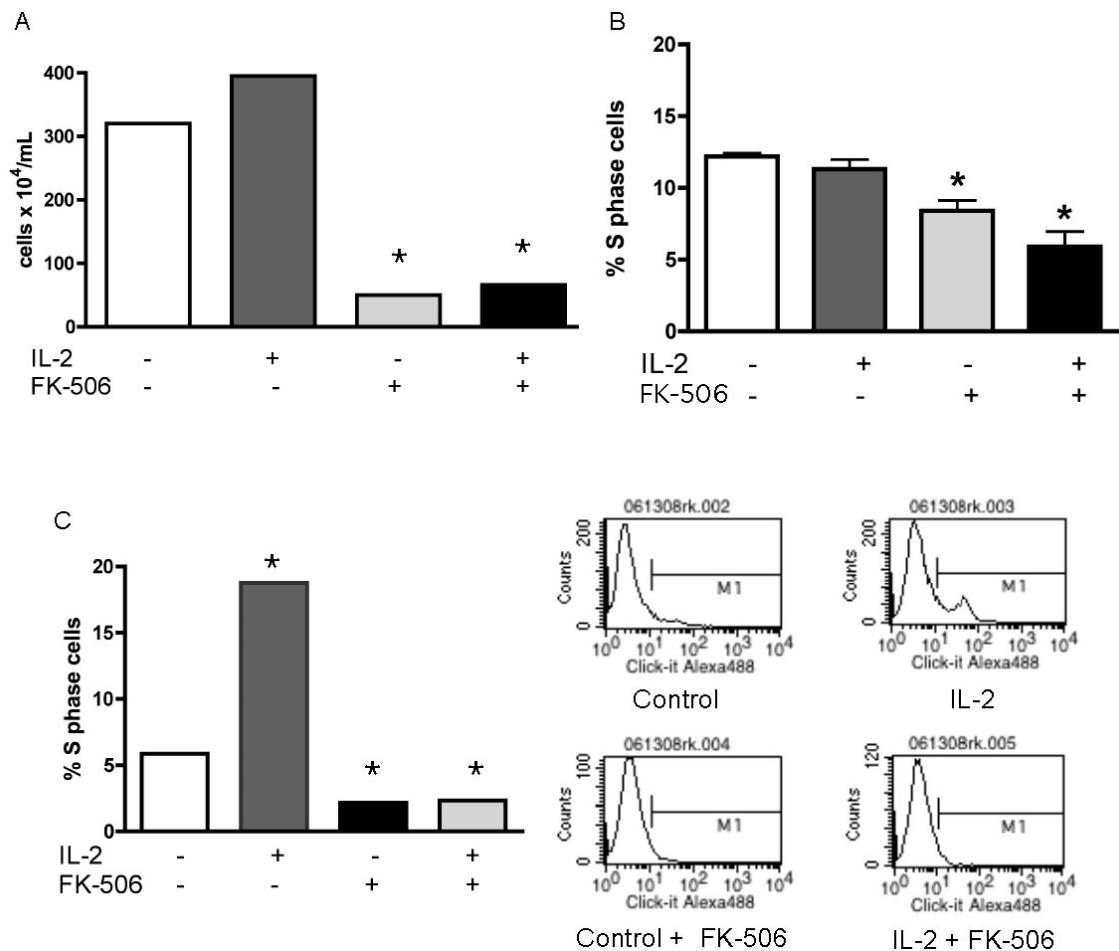 A
cells x 10⁴/mL
400
300
200
100
0
*
*
IL-2 - + - +
FK-506 - - + +
B
% S phase cells
20
15
10
5
0
*
*
IL-2 - + - +
FK-506 - - + +
C
% S phase cells
20
15
10
5
0
*
*
*
IL-2 - + - +
FK-506 - - + +
061308rk.002
Counts
200
0
M1
10⁰ 10¹ 10² 10³ 10⁴
Click-it Alexa488
Control
061308rk.003
Counts
200
0
M1
10⁰ 10¹ 10² 10³ 10⁴
Click-it Alexa488
IL-2
061308rk.004
Counts
100
0
M1
10⁰ 10¹ 10² 10³ 10⁴
Click-it Alexa488
Control + FK-506
061308rk.005
Counts
120
0
M1
10⁰ 10¹ 10² 10³ 10⁴
Click-it Alexa488
IL-2 + FK-506